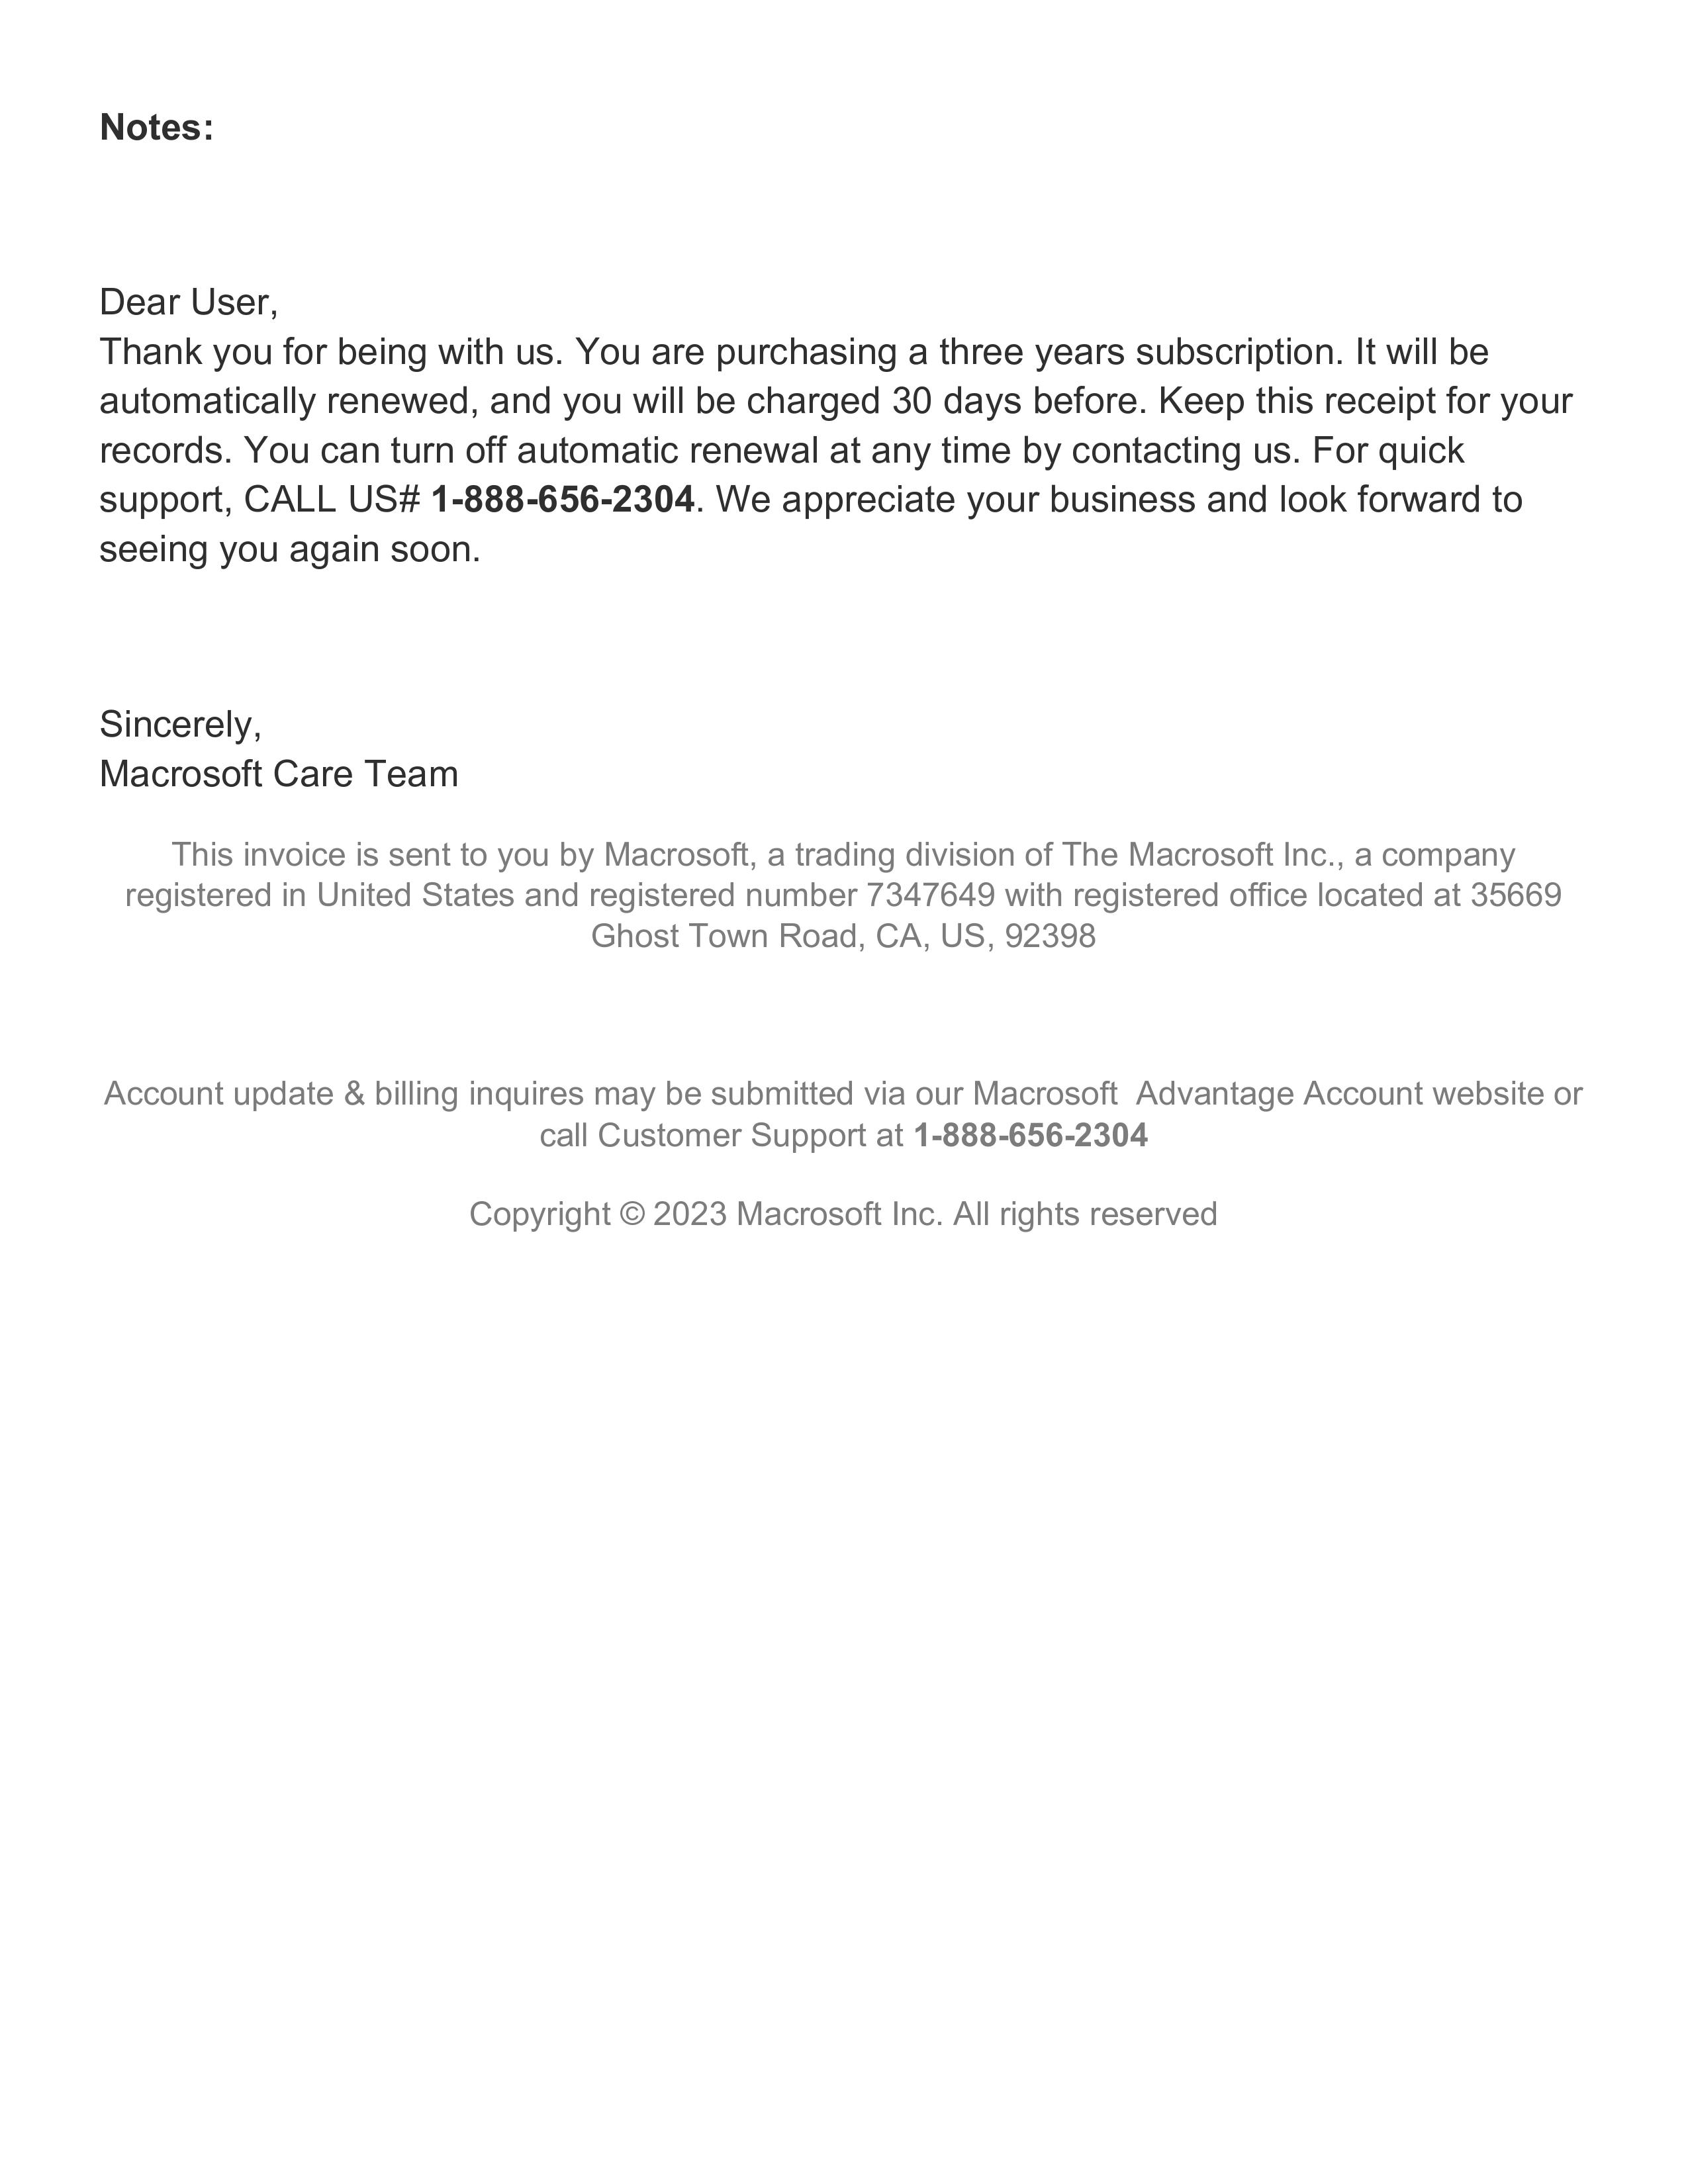 Notes:
Dear User,
Thank you for being with us. You are purchasing a three years subscription. It will be
automatically renewed, and you will be charged 30 days before. Keep this receipt for your
records. You can turn off automatic renewal at any time by contacting us. For quick
support, CALL US# 1-888-656-2304. We appreciate your business and look forward to
seeing you again soon.
Sincerely,
Macrosoft Care Team
This invoice is sent to you by Macrosoft, a trading division of The Macrosoft Inc., a company
registered in United States and registered number 7347649 with registered office located at 35669
Ghost Town Road, CA, US, 92398
Account update & billing inquires may be submitted via our Macrosoft  Advantage Account website or
call Customer Support at 1-888-656-2304
Copyright © 2023 Macrosoft Inc. All rights reserved